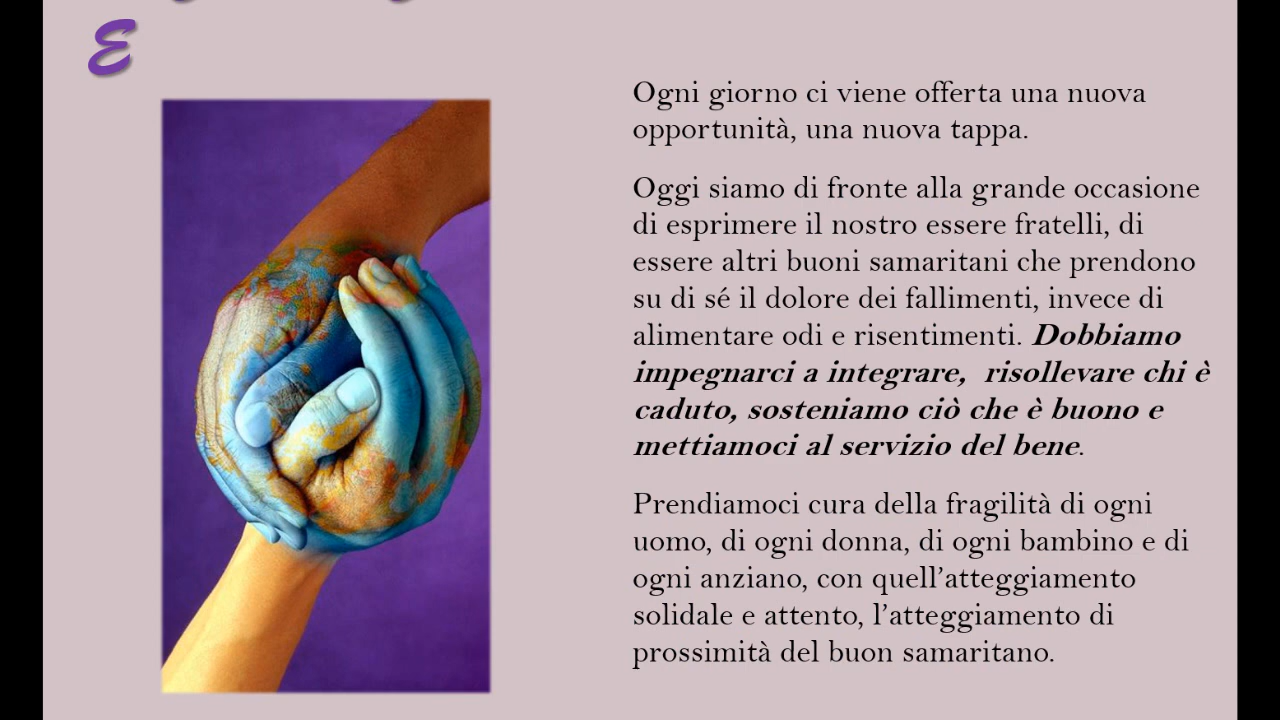 E
Ogni giorno ci viene offerta una nuova
opportunità, una nuova tappa.
Oggi siamo di fronte alla grande occasione
di esprimere il nostro essere fratelli, di
essere altri buoni samaritani che prendono
su di sé il dolore dei fallimenti, invece di
alimentare odi e risentimenti. Dobbiamo
impegnarci a integrare,  risollevare chi è
caduto, sosteniamo ciò che è buono e
mettiamoci al servizio del bene.
Prendiamoci cura della fragilità di ogni
uomo, di ogni donna, di ogni bambino e di
ogni anziano, con quell’atteggiamento
solidale e attento, l’atteggiamento di
prossimità del buon samaritano.